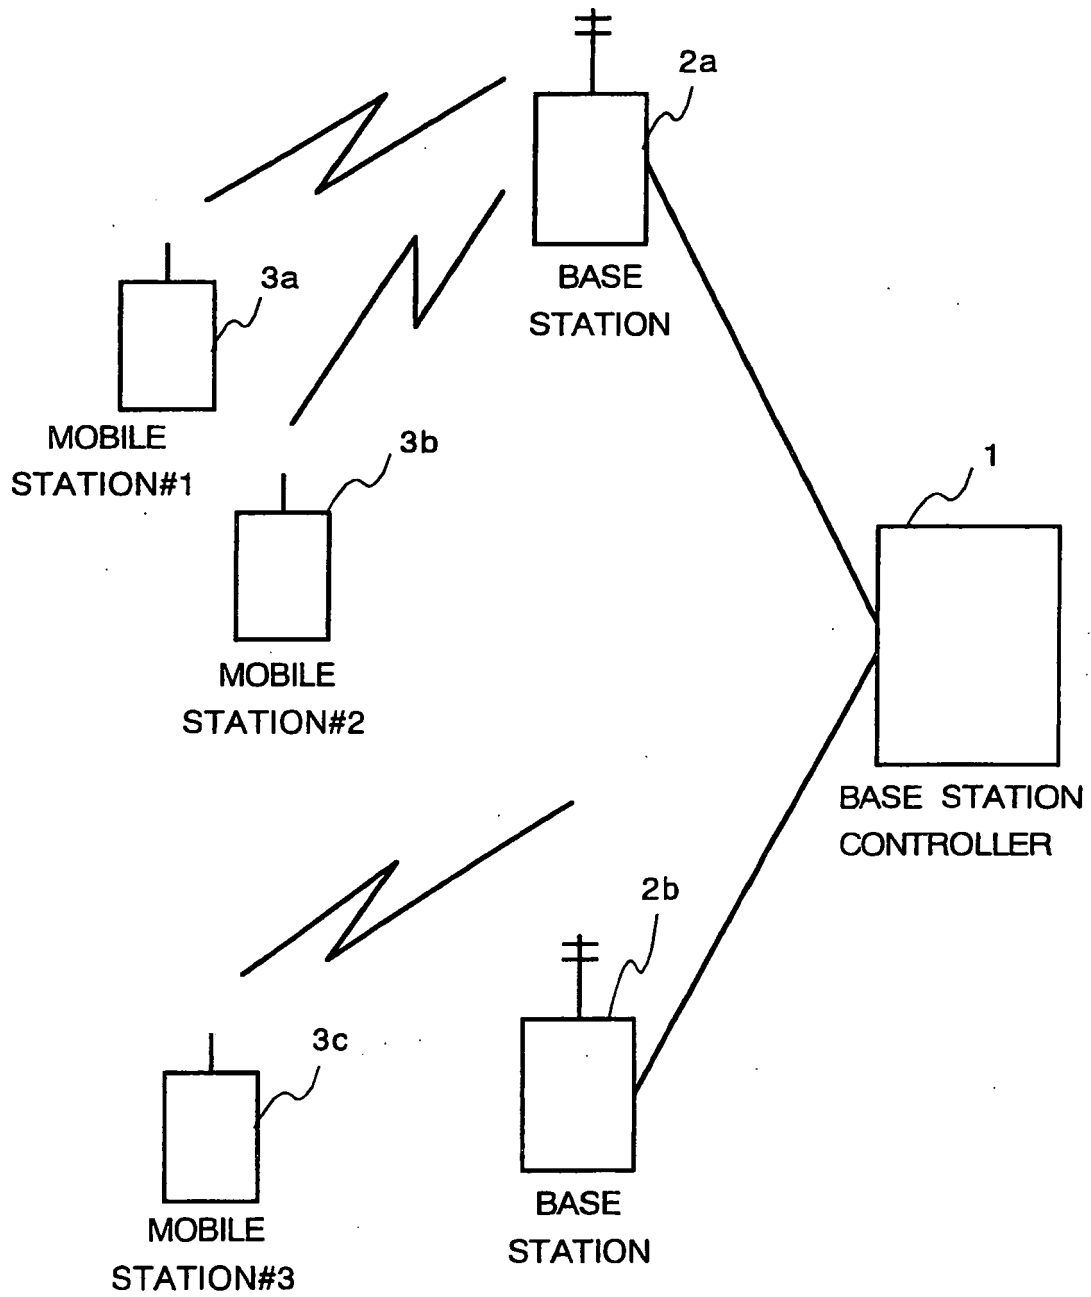 2a
BASE
STATION
3a
MOBILE
STATION#1
3b
MOBILE
STATION#2
1
BASE STATION
CONTROLLER
2b
BASE
STATION
3c
MOBILE
STATION#3